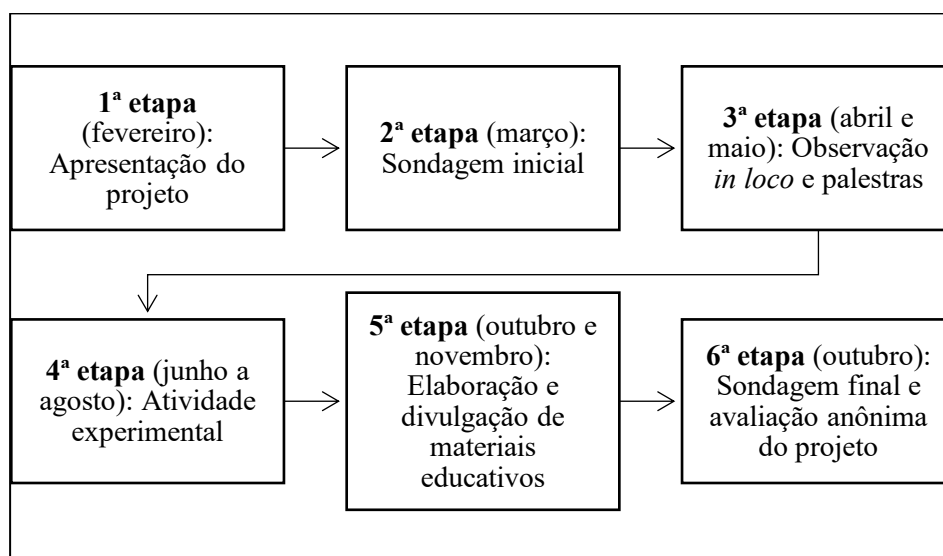 1ª etapa
(fevereiro):
Apresentação do
projeto
2ª etapa (março):
Sondagem inicial
3ª etapa (abril e
maio): Observação
in loco e palestras
4ª etapa (junho a
agosto): Atividade
experimental
5ª etapa (outubro e
novembro):
Elaboração e
divulgação de
materiais
educativos
6ª etapa (outubro):
Sondagem final e
avaliação anônima
do projeto